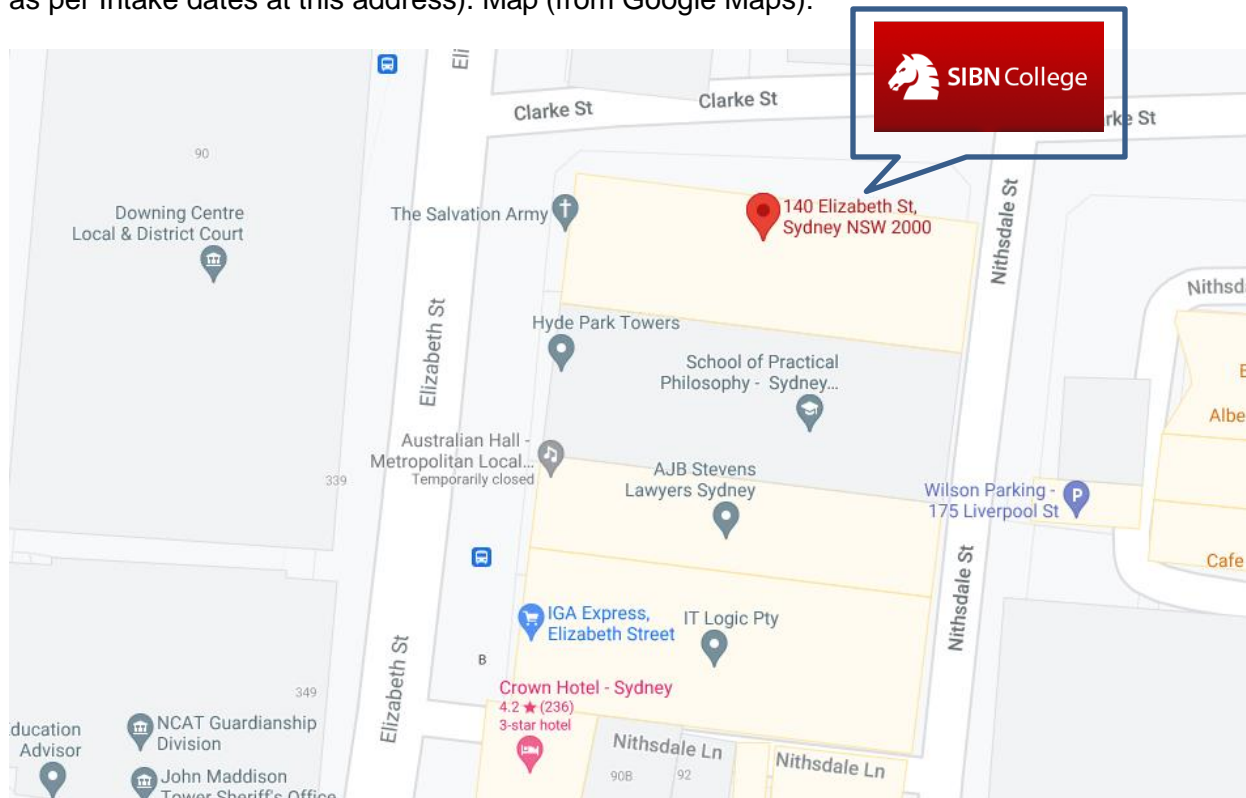 as per Intake dates at this address). Map (from Google Maps):
SIBN College
Eli
Clarke St
Clarke St
rke St
90
Downing Centre
Local & District Court
The Salvation Army
140 Elizabeth St,
Sydney NSW 2000
Nithsdale St
Nithsd
Elizabeth St
Hyde Park Towers
School of Practical
Philosophy - Sydney...
E
Albe
Australian Hall -
Metropolitan Local...
Temporarily closed
339
AJB Stevens
Lawyers Sydney
Wilson Parking -
175 Liverpool St
P
Cafe
Nithsdale St
IGA Express,
Elizabeth Street
IT Logic Pty
B
Elizabeth St
Crown Hotel - Sydney
4.2 ★ (236)
3-star hotel
349
ducation
Advisor
NCAT Guardianship
Division
Nithsdale Ln
Nithsdale Ln
90B
92
John Maddison
Tower Sheriff's Office